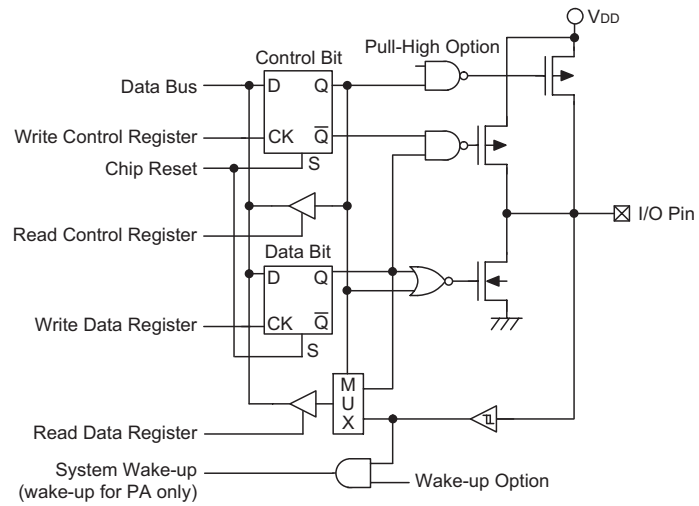 VDD
Control Bit
Pull-High Option
Data Bus
D
Q
Write Control Register
CK
Q
Chip Reset
S
I/O Pin
Read Control Register
Data Bit
D
Q
Write Data Register
CK
Q
S
M
U
X
Read Data Register
System Wake-up
(wake-up for PA only)
Wake-up Option